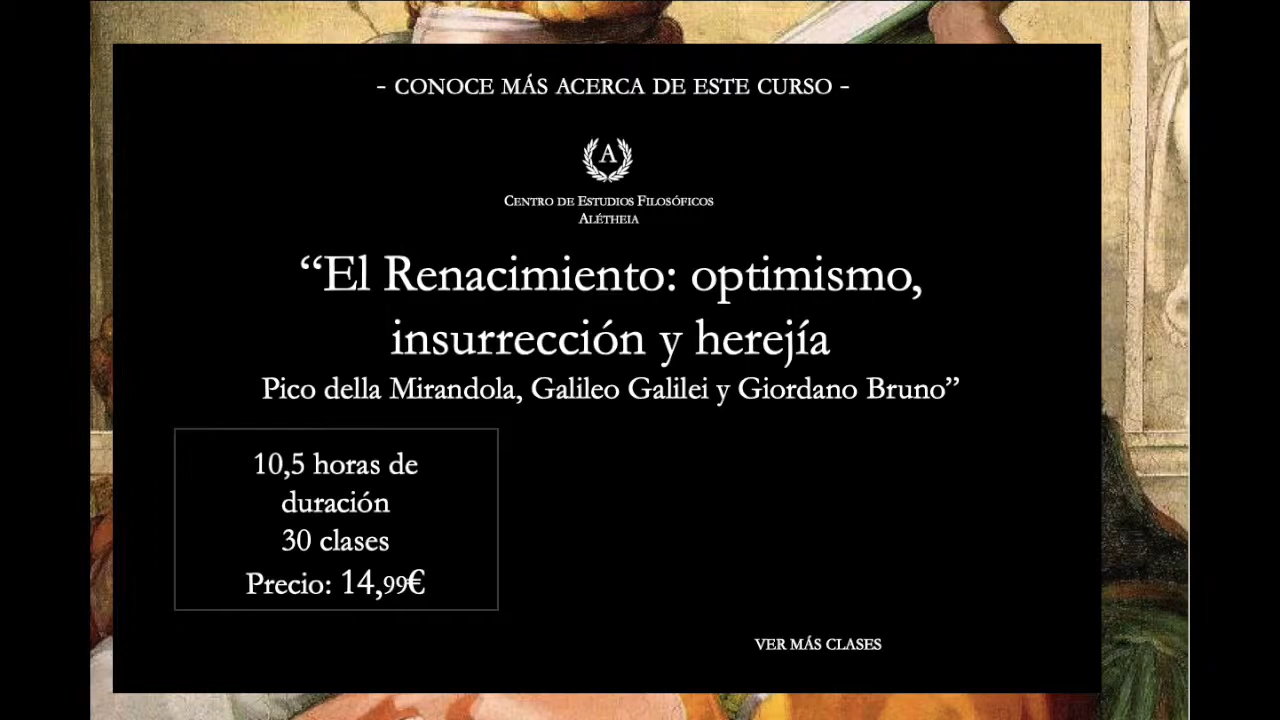 - CONOCE MÁS ACERCA DE ESTE CURSO -
A
CENTRO DE ESTUDIOS FILOSÓFICOS
ALÉTHEIA
“El Renacimiento: optimismo,
insurrección y herejía
Pico della Mirandola, Galileo Galilei y Giordano Bruno”
10,5 horas de
duración
30 clases
Precio: 14,99€
VER MÁS CLASES